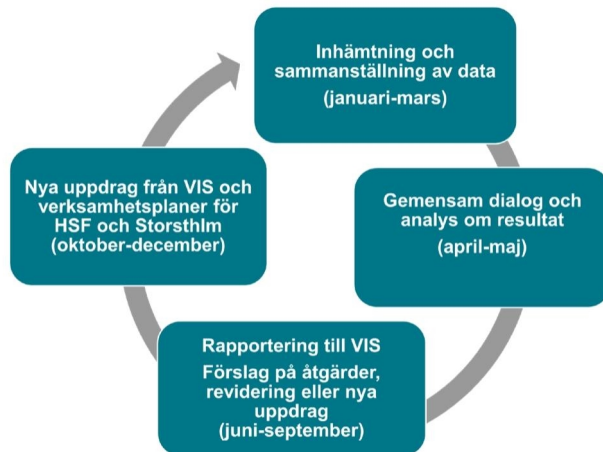 Inhämtning och
sammanställning av data
(januari-mars)
Gemensam dialog och
analys om resultat
(april-maj)
Rapportering till VIS
Förslag på åtgärder,
revidering eller nya
uppdrag
(juni-september)
Nya uppdrag från VIS och
verksamhetsplaner för
HSF och Storsthlm
(oktober-december)